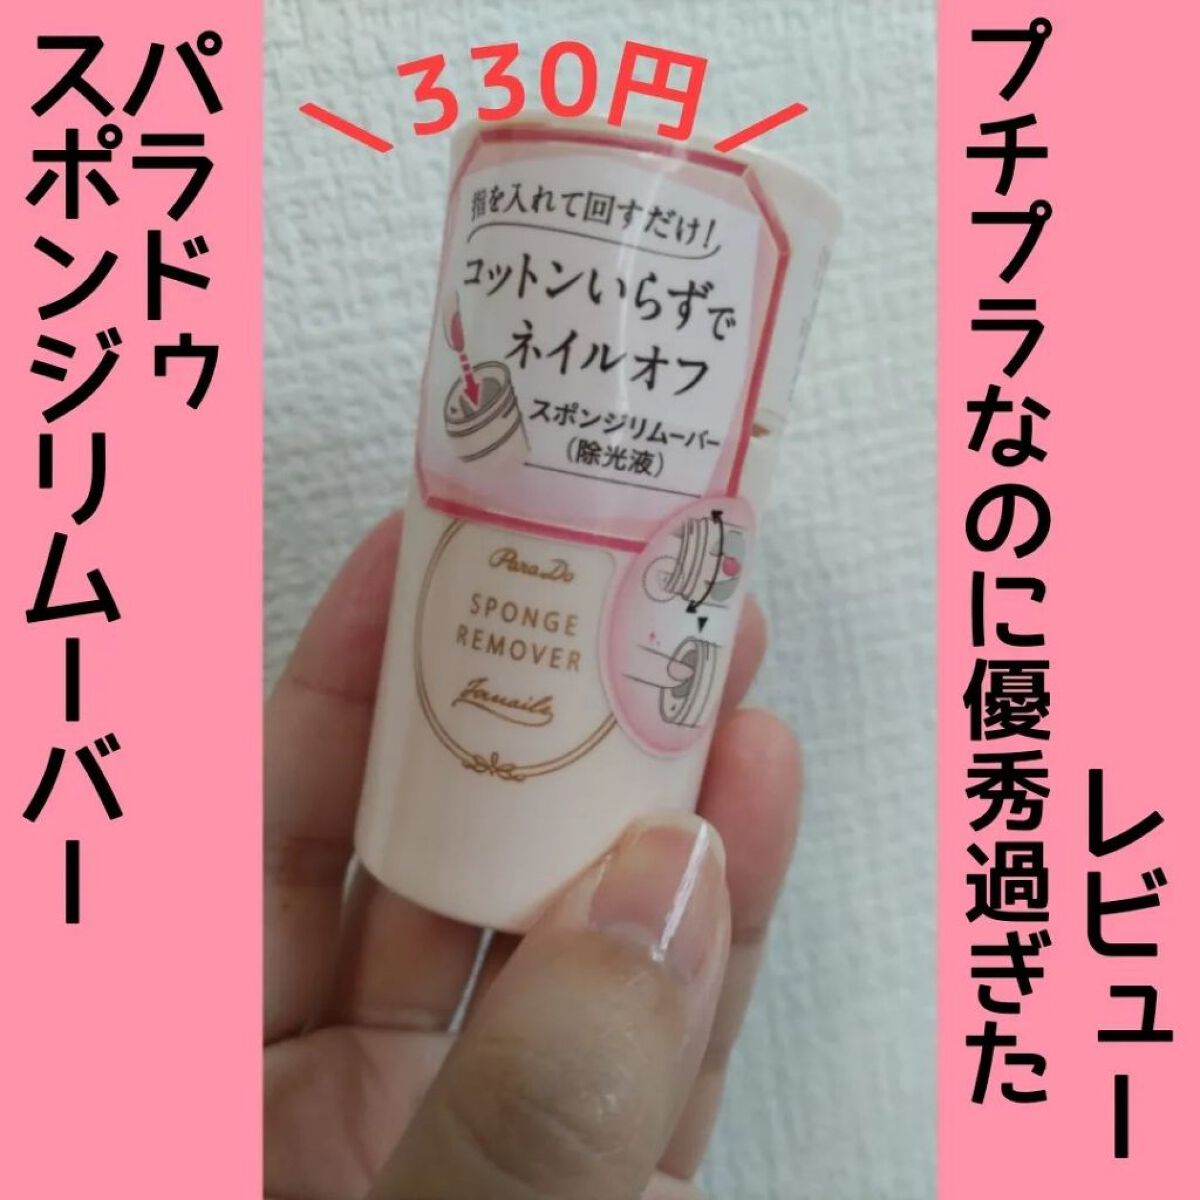 プチプラなのに優秀過ぎた
レビュー
パラドゥ
スポンジリムーバー
\ 330円 /
指を入れて回すだけ!
コットンいらずで
ネイルオフ
スポンジリムーバー
(除光液)
Para Do
SPONGE
REMOVER